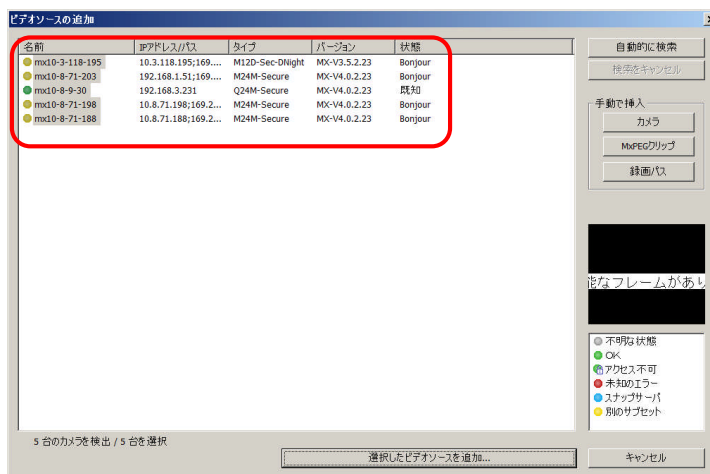 ビデオソースの追加
名前 IPアドレス/パス タイプ バージョン 状態
mx10-3-118-195 10.3.118.195;169.... M12D-Sec-DNight MX-V3.5.2.23 Bonjour
mx10-8-71-203 192.168.1.51;169.... M24M-Secure MX-V4.0.2.23 Bonjour
mx10-8-9-30 192.168.3.231 Q24M-Secure MX-V4.0.2.23 既知
mx10-8-71-198 10.8.71.198;169.2... M24M-Secure MX-V4.0.2.23 Bonjour
mx10-8-71-188 10.8.71.188;169.2... M24M-Secure MX-V4.0.2.23 Bonjour
自動的に検索
検索をキャンセル
手動で挿入
カメラ
MxPEGクリップ
録画パス
能なフレームがあり
不明な状態
OK
アクセス不可
未知のエラー
スナップサーバ
別のサブセット
5 台のカメラを検出 / 5 台を選択
選択したビデオソースを追加...
キャンセル